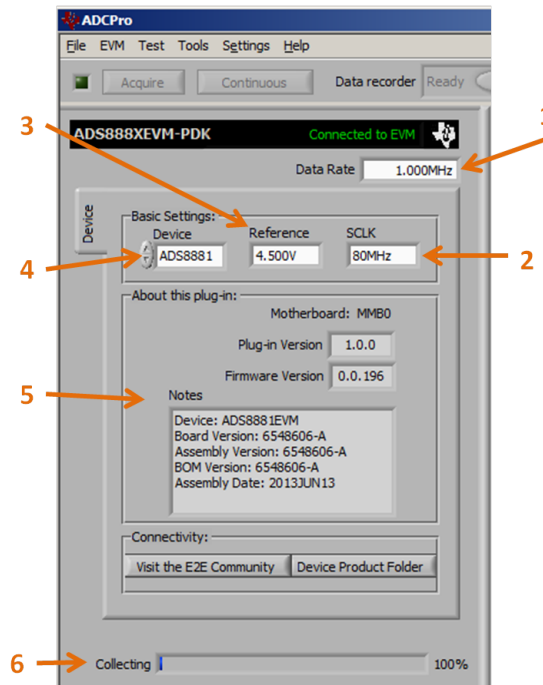 ADCPro
File EVM Test Tools Settings Help
Acquire Continuous Data recorder Ready
3
ADS888XEVM-PDK Connected to EVM
Data Rate 1.000MHz
Device
Basic Settings:
Device Reference SCLK
4
ADS8881 4.500V 80MHz
2
About this plug-in:
Motherboard: MMB0
Plug-in Version 1.0.0
Firmware Version 0.0.196
5
Notes
Device: ADS8881EVM
Board Version: 6548606-A
Assembly Version: 6548606-A
BOM Version: 6548606-A
Assembly Date: 2013JUN13
Connectivity:
Visit the E2E Community Device Product Folder
6
Collecting 100%